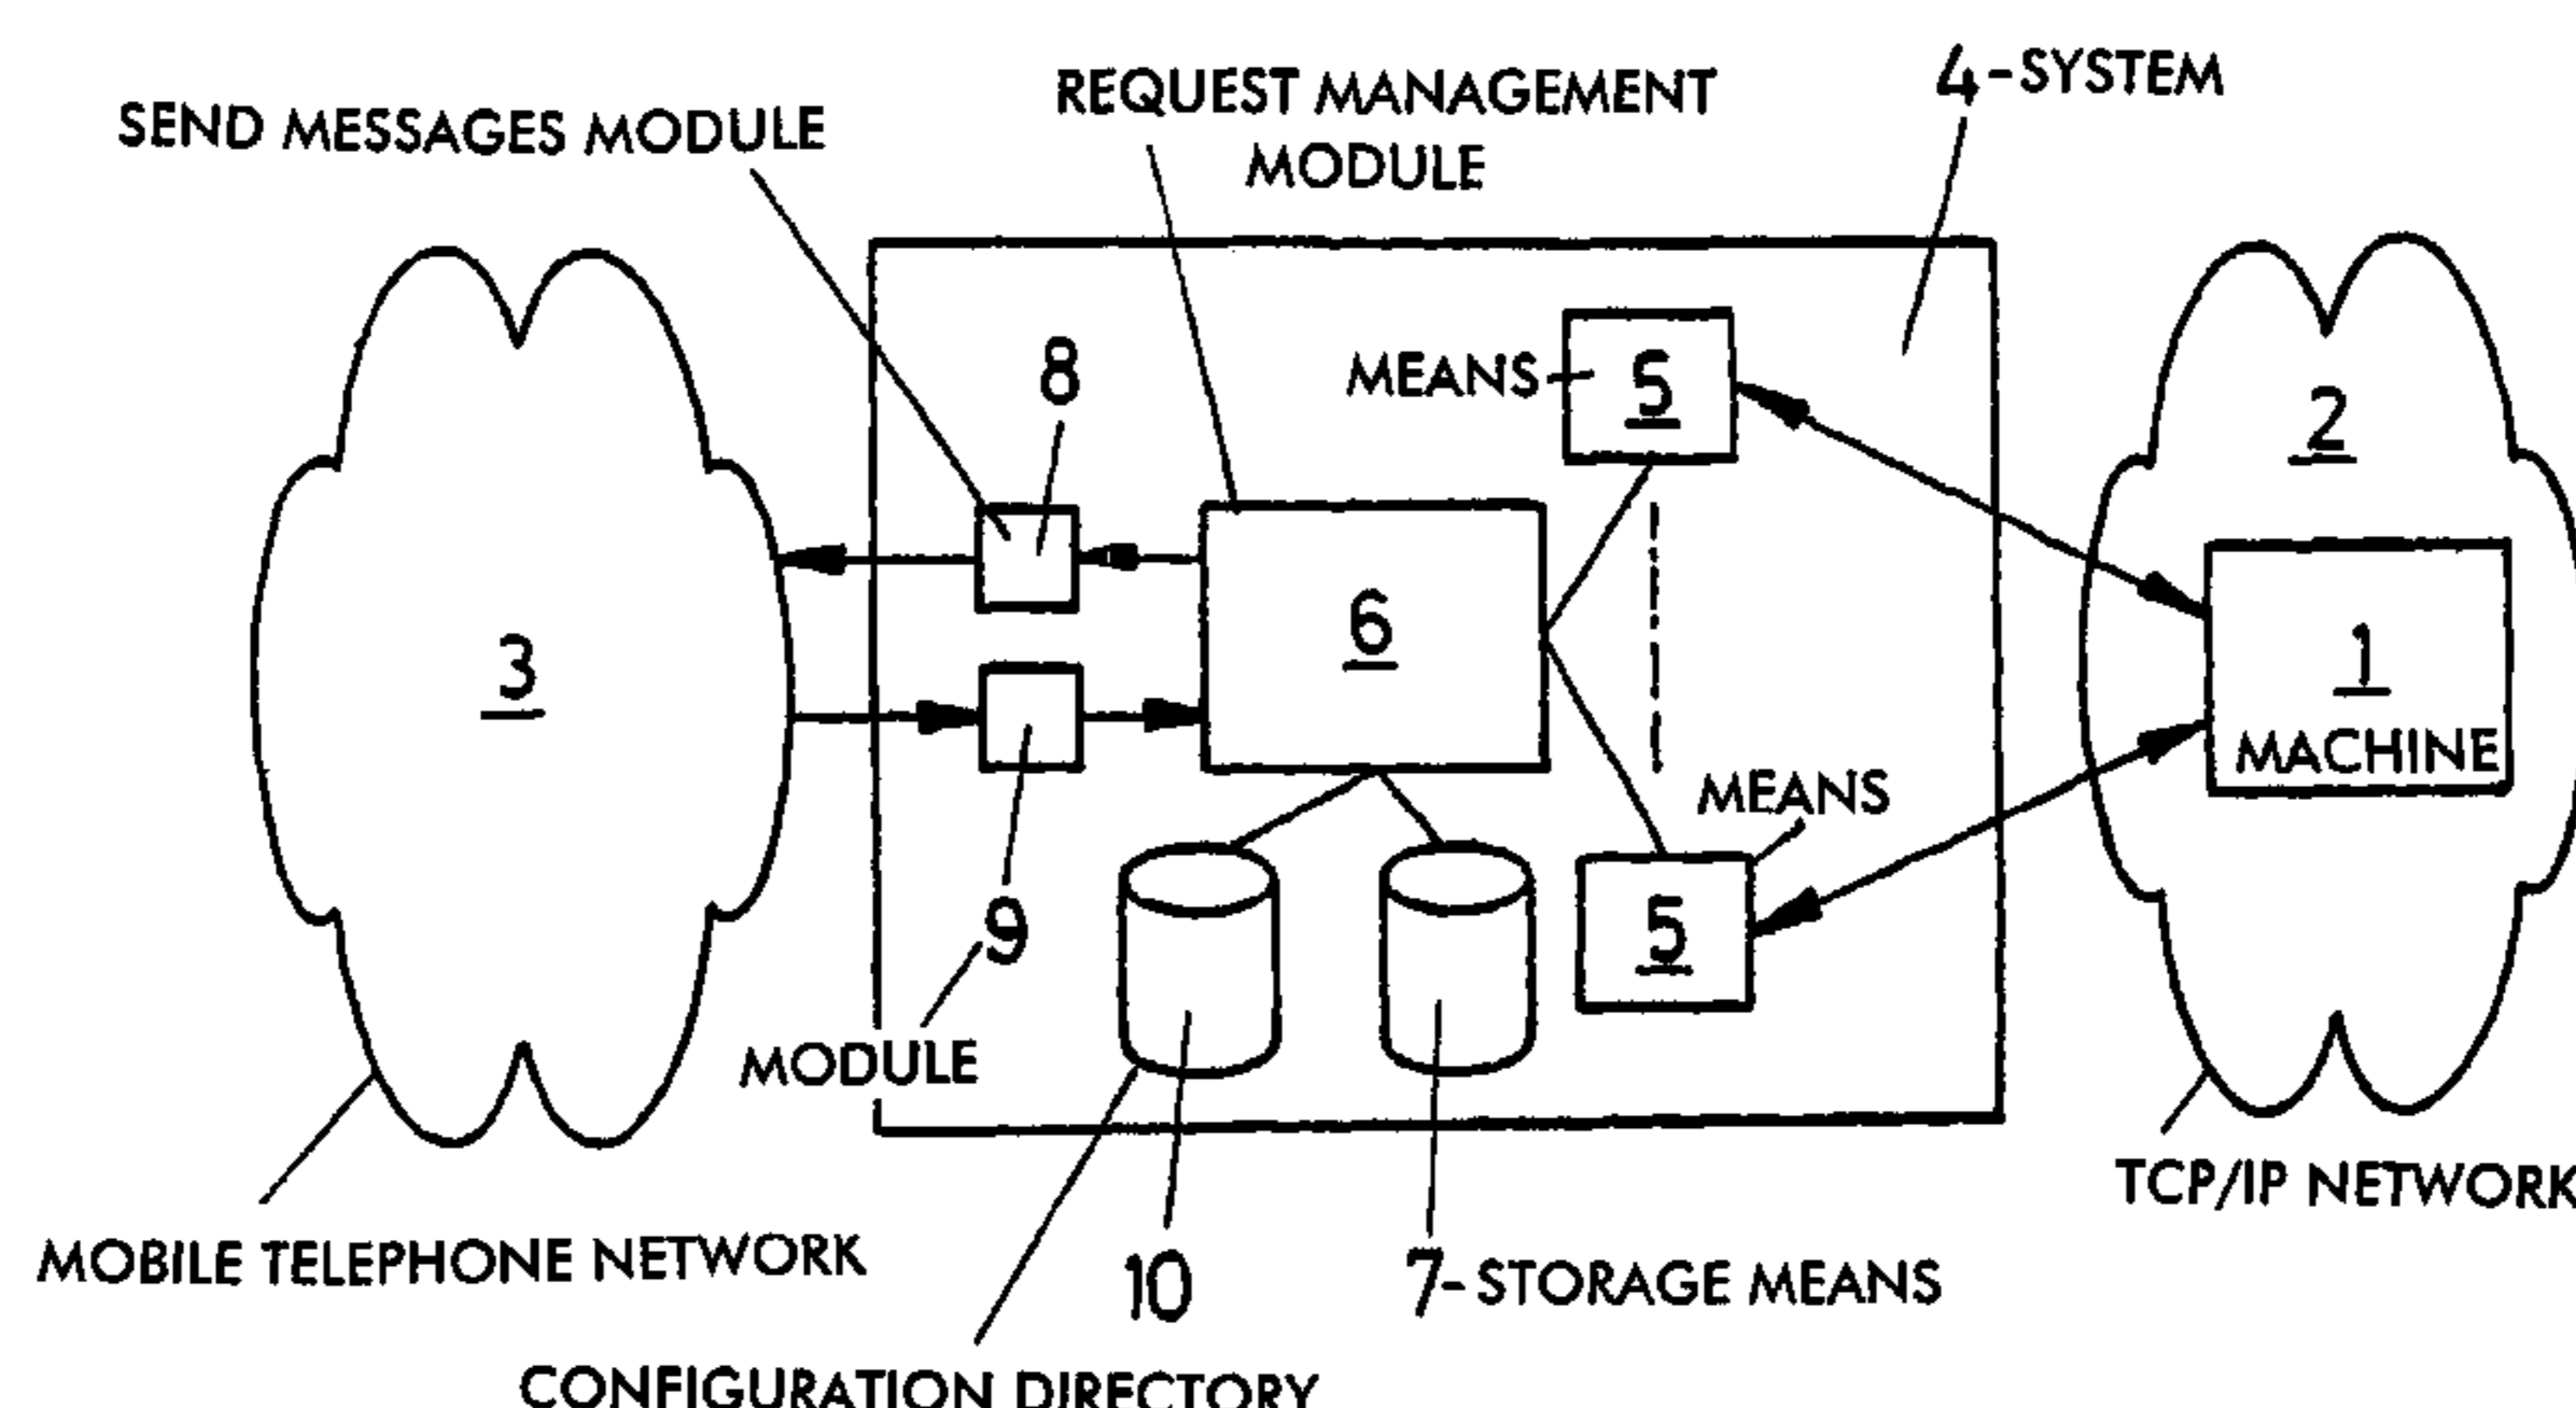 4-SYSTEM
REQUEST MANAGEMENT
MODULE
SEND MESSAGES MODULE
8
MEANS
5
2
6
3
1
MACHINE
MEANS
9
5
MODULE
TCP/IP NETWORK
MOBILE TELEPHONE NETWORK
10
7-STORAGE MEANS
CONFIGURATION DIRECTORY